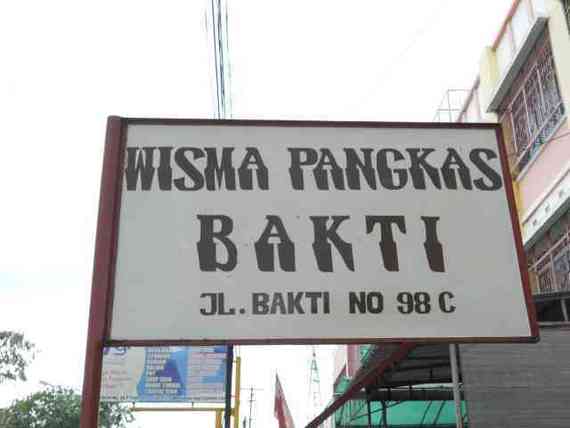 WISMA PANGKAS
BAKTI
JL. BAKTI NO 98 C